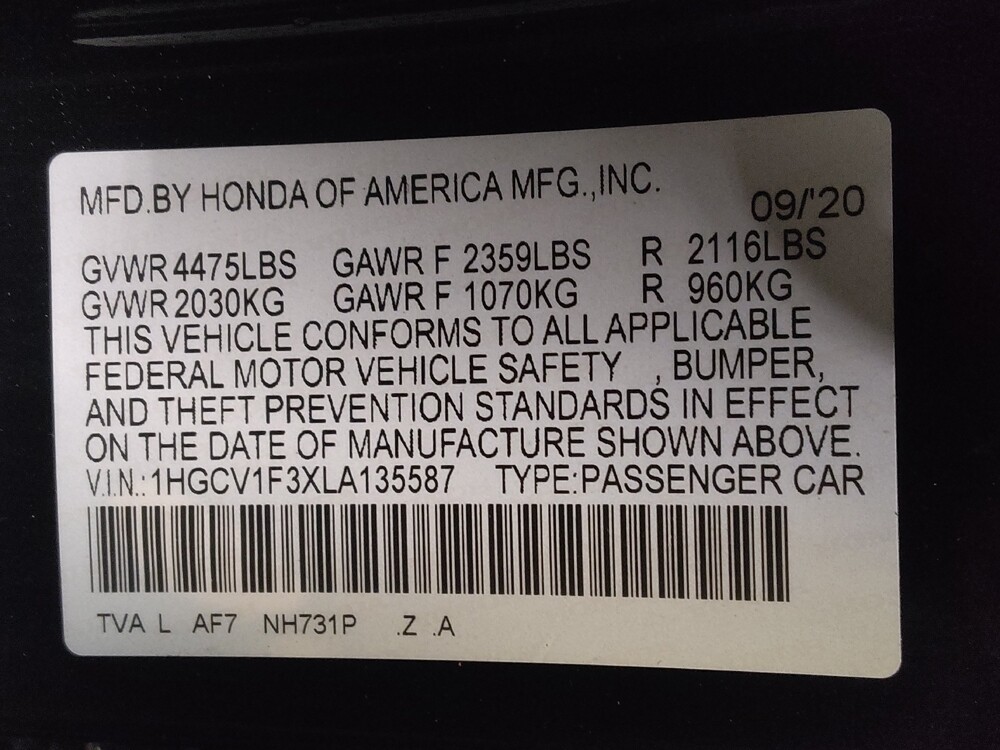 MFD.BY HONDA OF AMERICA MFG.,INC.
09/'20
GVWR 4475LBS GAWR F 2359LBS R 2116LBS
GVWR 2030KG GAWR F 1070KG R 960KG
THIS VEHICLE CONFORMS TO ALL APPLICABLE
FEDERAL MOTOR VEHICLE SAFETY , BUMPER,
AND THEFT PREVENTION STANDARDS IN EFFECT
ON THE DATE OF MANUFACTURE SHOWN ABOVE.
V.I.N.: 1HGCV1F3XLA135587 TYPE:PASSENGER CAR
TVA L AF7 NH731P .Z .A